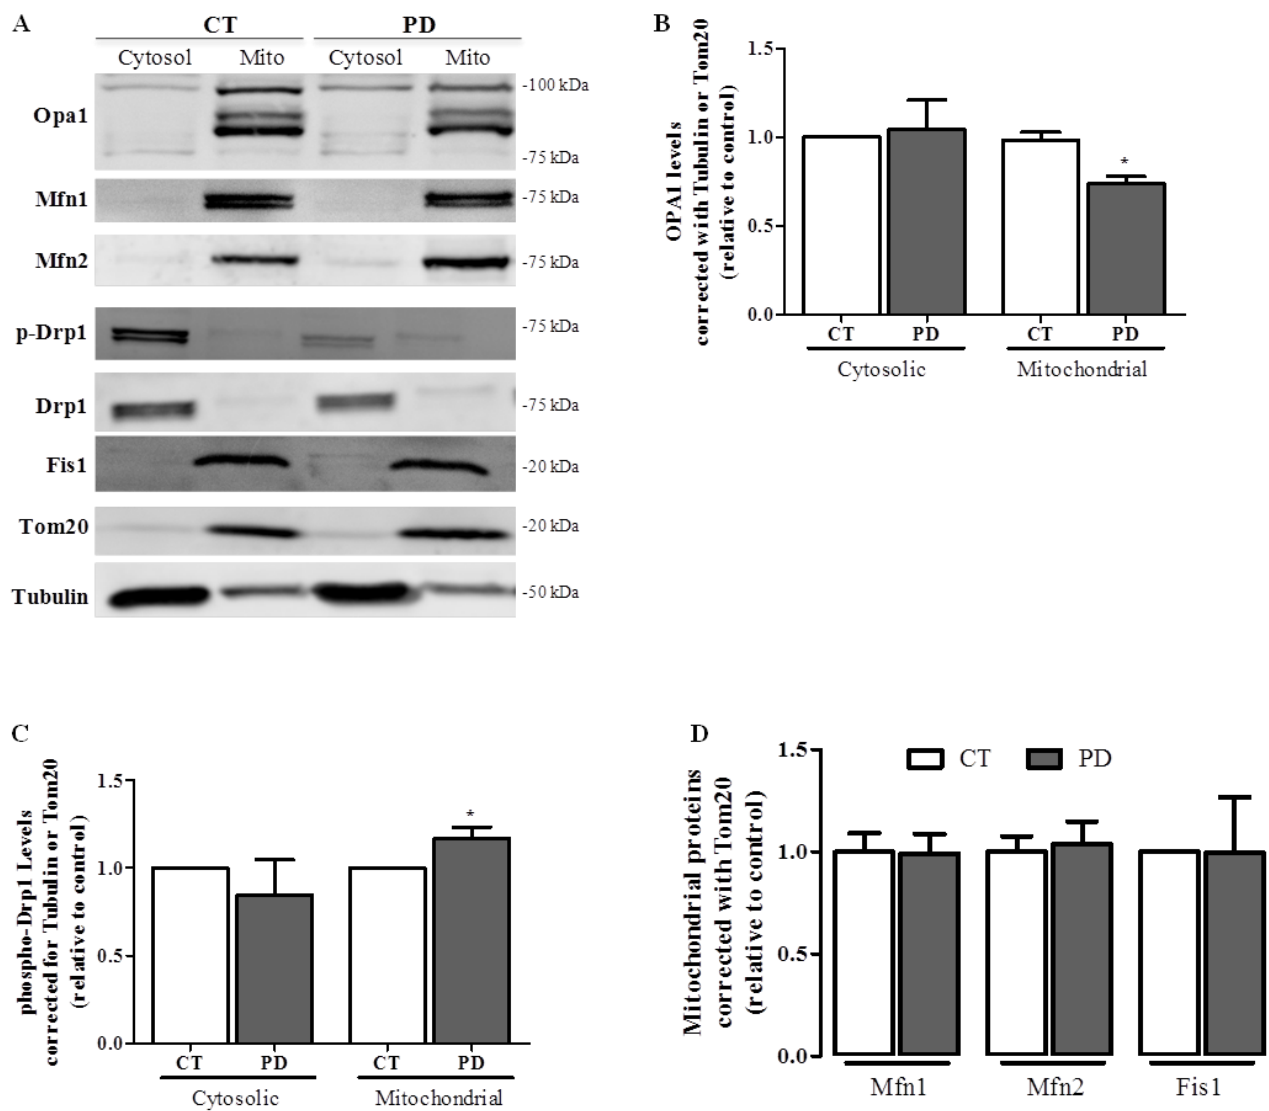 A
CT PD
Cytosol Mito Cytosol Mito
Opa1
-100 kDa
-75 kDa
Mfn1 -75 kDa
Mfn2 -75 kDa
p-Drp1 -75 kDa
Drp1 -75 kDa
Fis1 -20 kDa
Tom20 -20 kDa
Tubulin -50 kDa
B
OPA1 levels
corrected with Tubulin or Tom20
(relative to control)
1.5
1.0
0.5
0.0
*
CT PD CT PD
Cytosolic Mitochondrial
C
phospho-Drp1 Levels
corrected for Tubulin or Tom20
(relative to control)
1.5
1.0
0.5
0.0
*
CT PD CT PD
Cytosolic Mitochondrial
D
Mitochondrial proteins
corrected with Tom20
(relative to control)
1.5
1.0
0.5
0.0
CT PD
Mfn1 Mfn2 Fis1